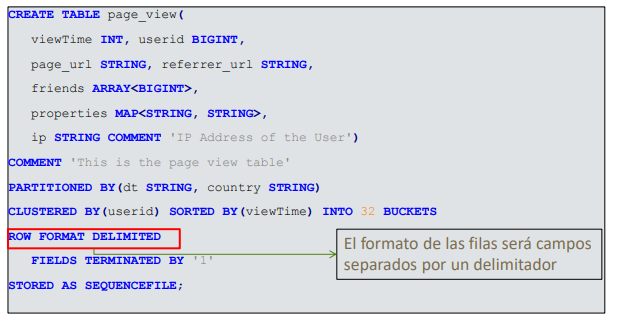 CREATE TABLE page_view(
viewTime INT, userid BIGINT,
page_url STRING, referrer_url STRING,
friends ARRAY<BIGINT>,
properties MAP<STRING, STRING>,
ip STRING COMMENT 'IP Address of the User')
COMMENT 'This is the page view table'
PARTITIONED BY(dt STRING, country STRING)
CLUSTERED BY(userid) SORTED BY(viewTime) INTO 32 BUCKETS
ROW FORMAT DELIMITED
FIELDS TERMINATED BY '1'
STORED AS SEQUENCEFILE;
El formato de las filas será campos
separados por un delimitador